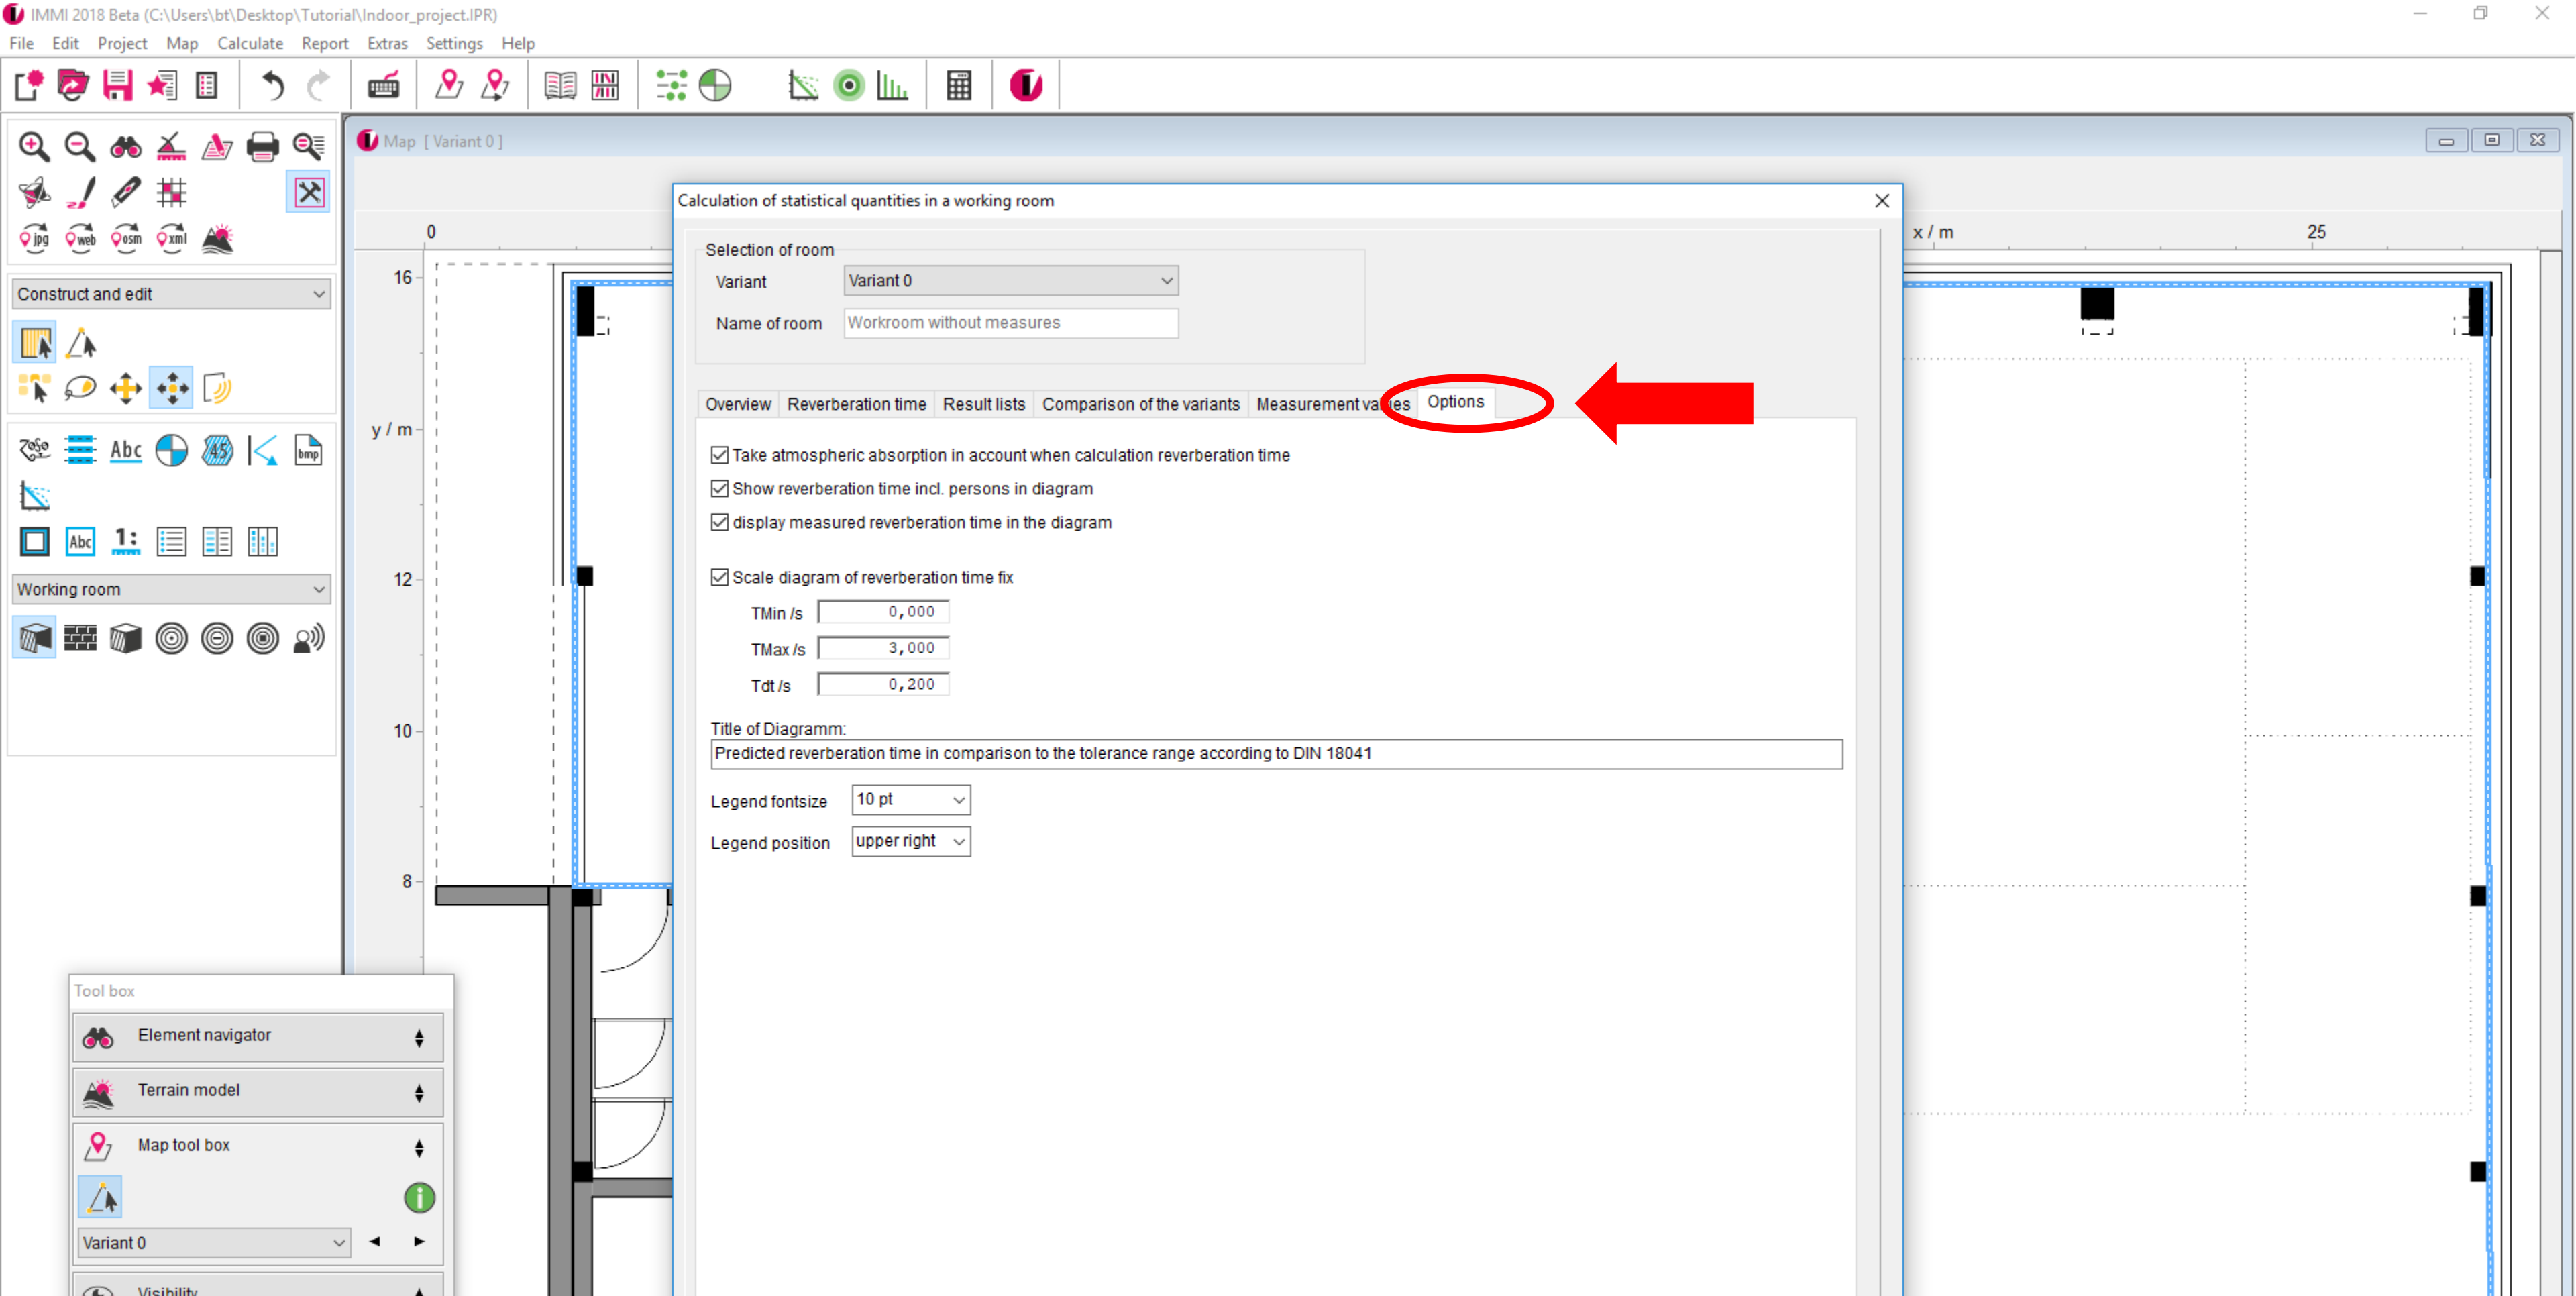 IMMI 2018 Beta (C:\Users\bt\Desktop\Tutorial\Indoor_project.IPR)
File Edit Project Map Calculate Report Extras Settings Help
Map [ Variant 0 ]
jpg web osm xml
Construct and edit
Abc 45 bmp
Abc 1:
Working room
0
x / m
25
16
y / m
12
10
8
Calculation of statistical quantities in a working room
Selection of room
Variant Variant 0
Name of room Workroom without measures
Overview Reverberation time Result lists Comparison of the variants Measurement values Options
Take atmospheric absorption in account when calculation reverberation time
Show reverberation time incl. persons in diagram
display measured reverberation time in the diagram
Scale diagram of reverberation time fix
TMin /s 0,000
TMax /s 3,000
Tdt /s 0,200
Title of Diagramm:
Predicted reverberation time in comparison to the tolerance range according to DIN 18041
Legend fontsize 10 pt
Legend position upper right
Tool box
Element navigator
Terrain model
Map tool box
Variant 0
Visibility